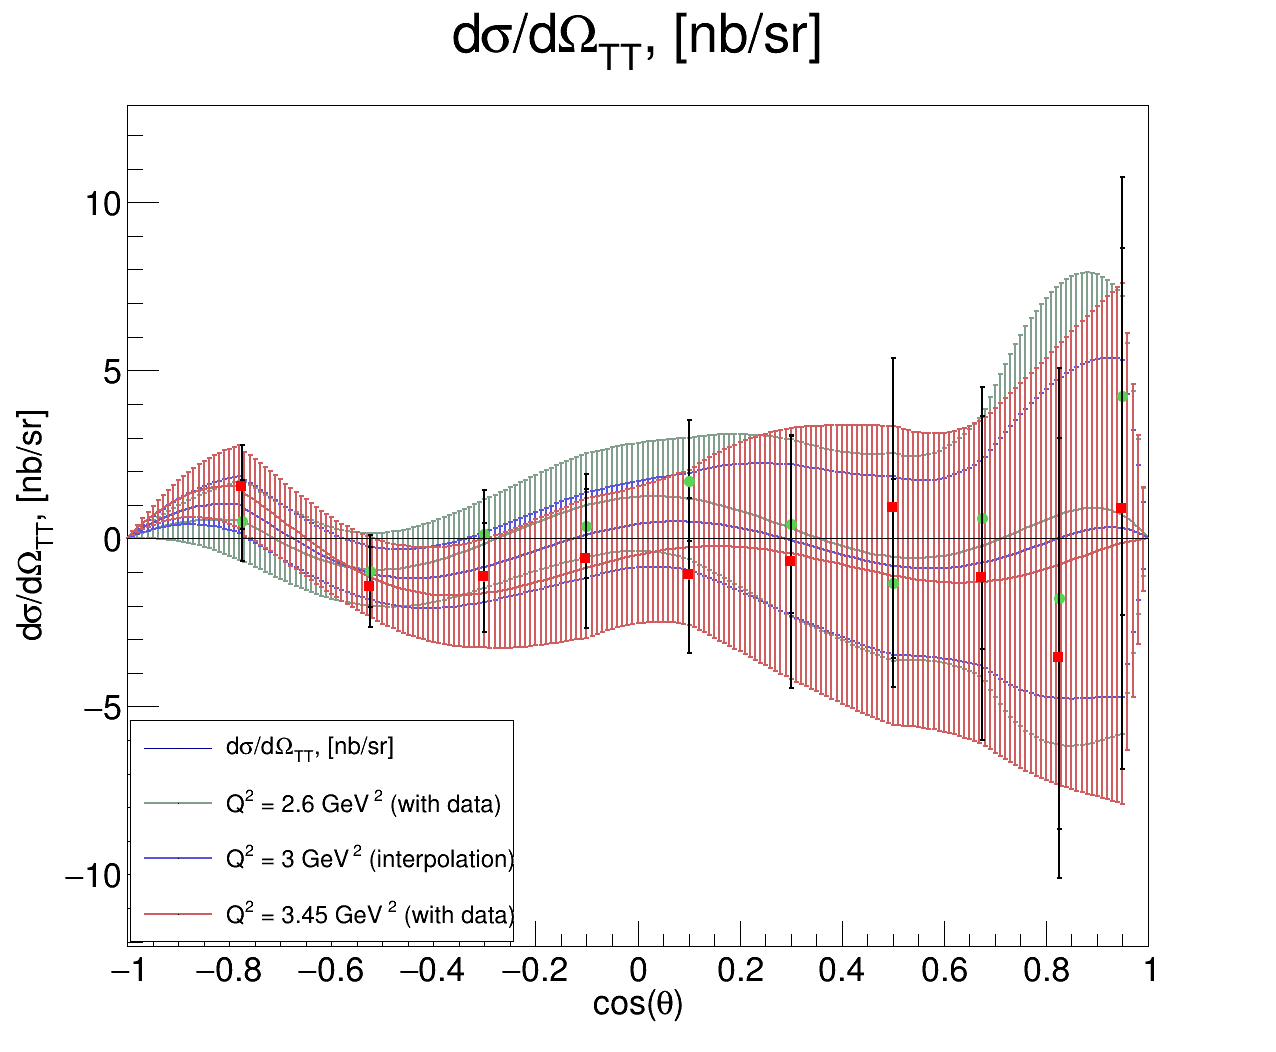 dσ/dΩ_TT, [nb/sr]
dσ/dΩ_TT, [nb/sr]
10
5
0
−5
−10
dσ/dΩ_TT, [nb/sr]
Q² = 2.6 GeV² (with data)
Q² = 3 GeV² (interpolation)
Q² = 3.45 GeV² (with data)
−1 −0.8 −0.6 −0.4 −0.2 0 0.2 0.4 0.6 0.8 1
cos(θ)